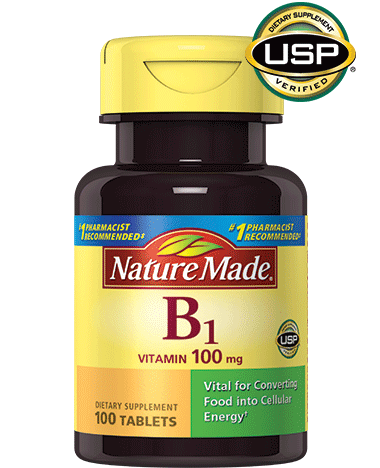 DIETARY SUPPLEMENT
USP®
VERIFIED
#1 PHARMACIST
RECOMMENDED‡
#1 PHARMACIST
RECOMMENDED‡
Nature Made®
B1
VITAMIN 100 mg
USP
DIETARY SUPPLEMENT
100 TABLETS
Vital for Converting
Food into Cellular
Energy†